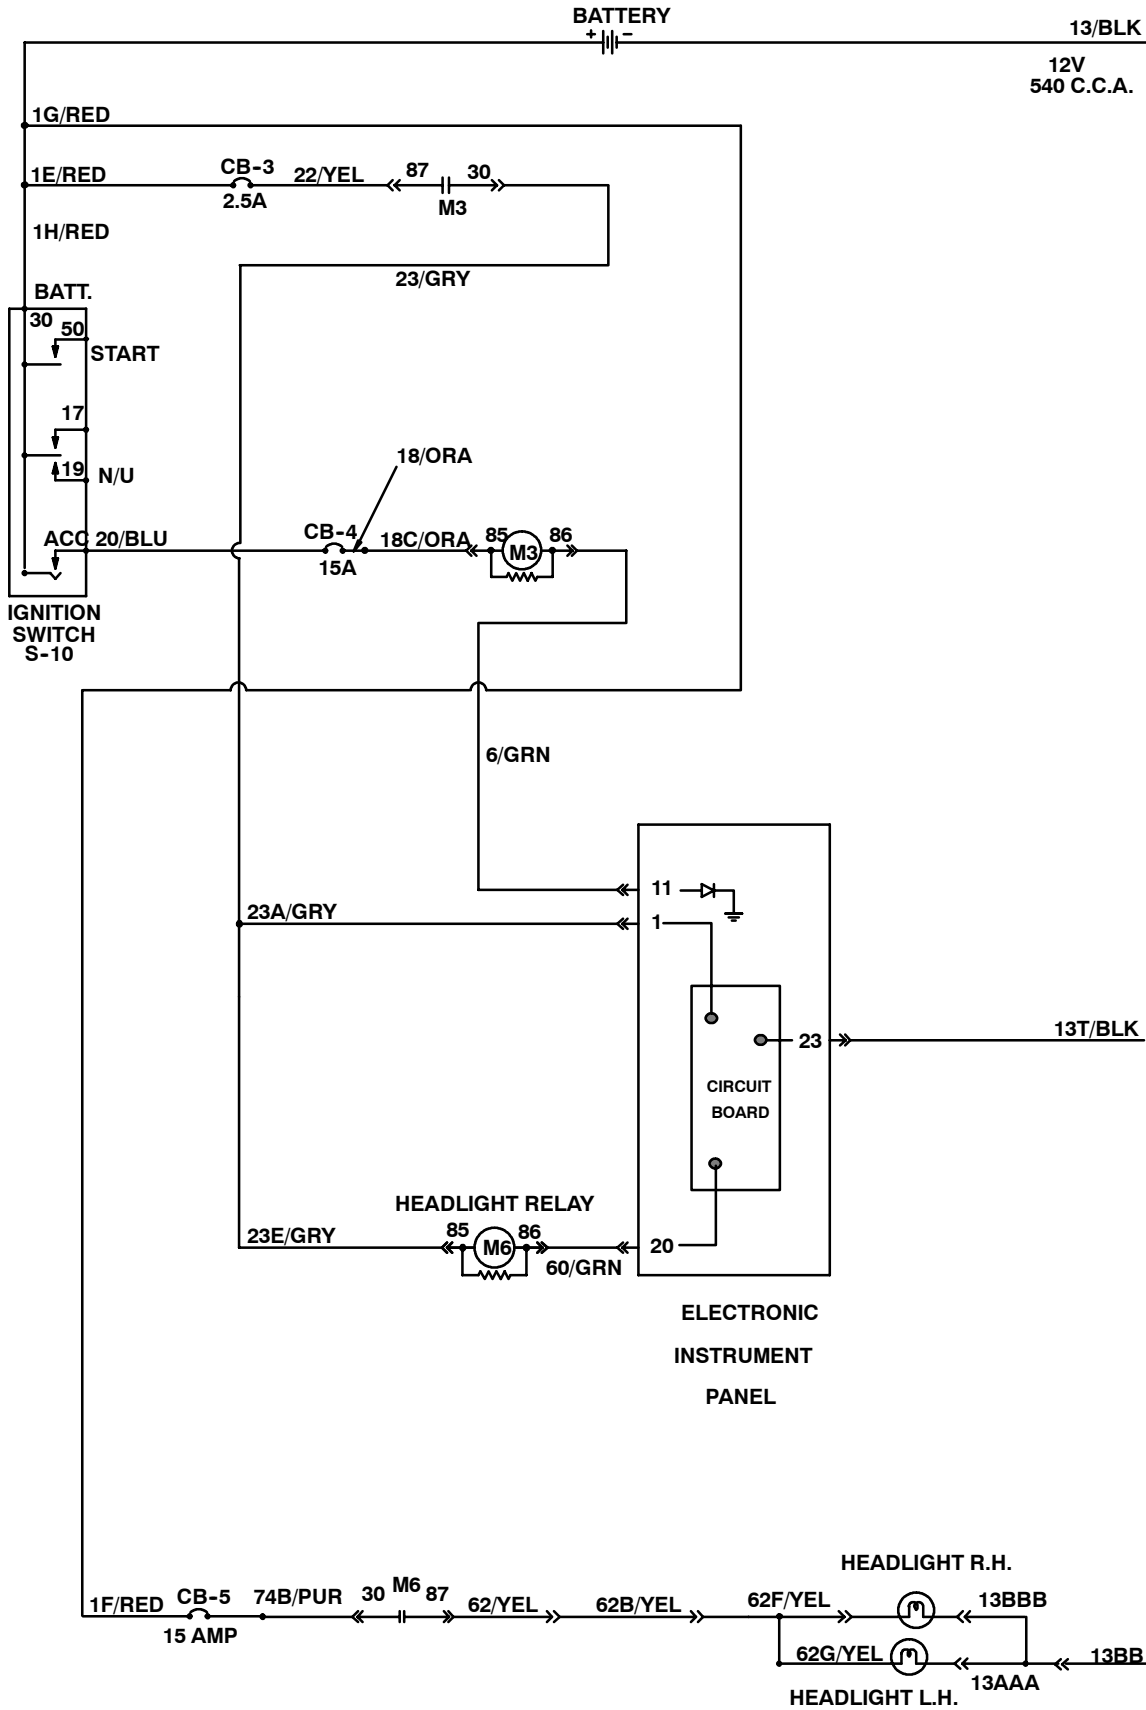 BATTERY
+ −
13/BLK
12V
540 C.C.A.
1G/RED
1E/RED
CB-3
2.5A
22/YEL
87
30
M3
1H/RED
23/GRY
BATT.
30
50
START
17
19
N/U
18/ORA
ACC
20/BLU
CB-4
15A
18C/ORA
85
M3
86
IGNITION
SWITCH
S-10
6/GRN
11
23A/GRY
1
23
13T/BLK
CIRCUIT
BOARD
HEADLIGHT RELAY
23E/GRY
85
M6
86
60/GRN
20
ELECTRONIC
INSTRUMENT
PANEL
HEADLIGHT R.H.
1F/RED
CB-5
15 AMP
74B/PUR
30
M6
87
62/YEL
62B/YEL
62F/YEL
13BBB
62G/YEL
13AAA
13BB
HEADLIGHT L.H.